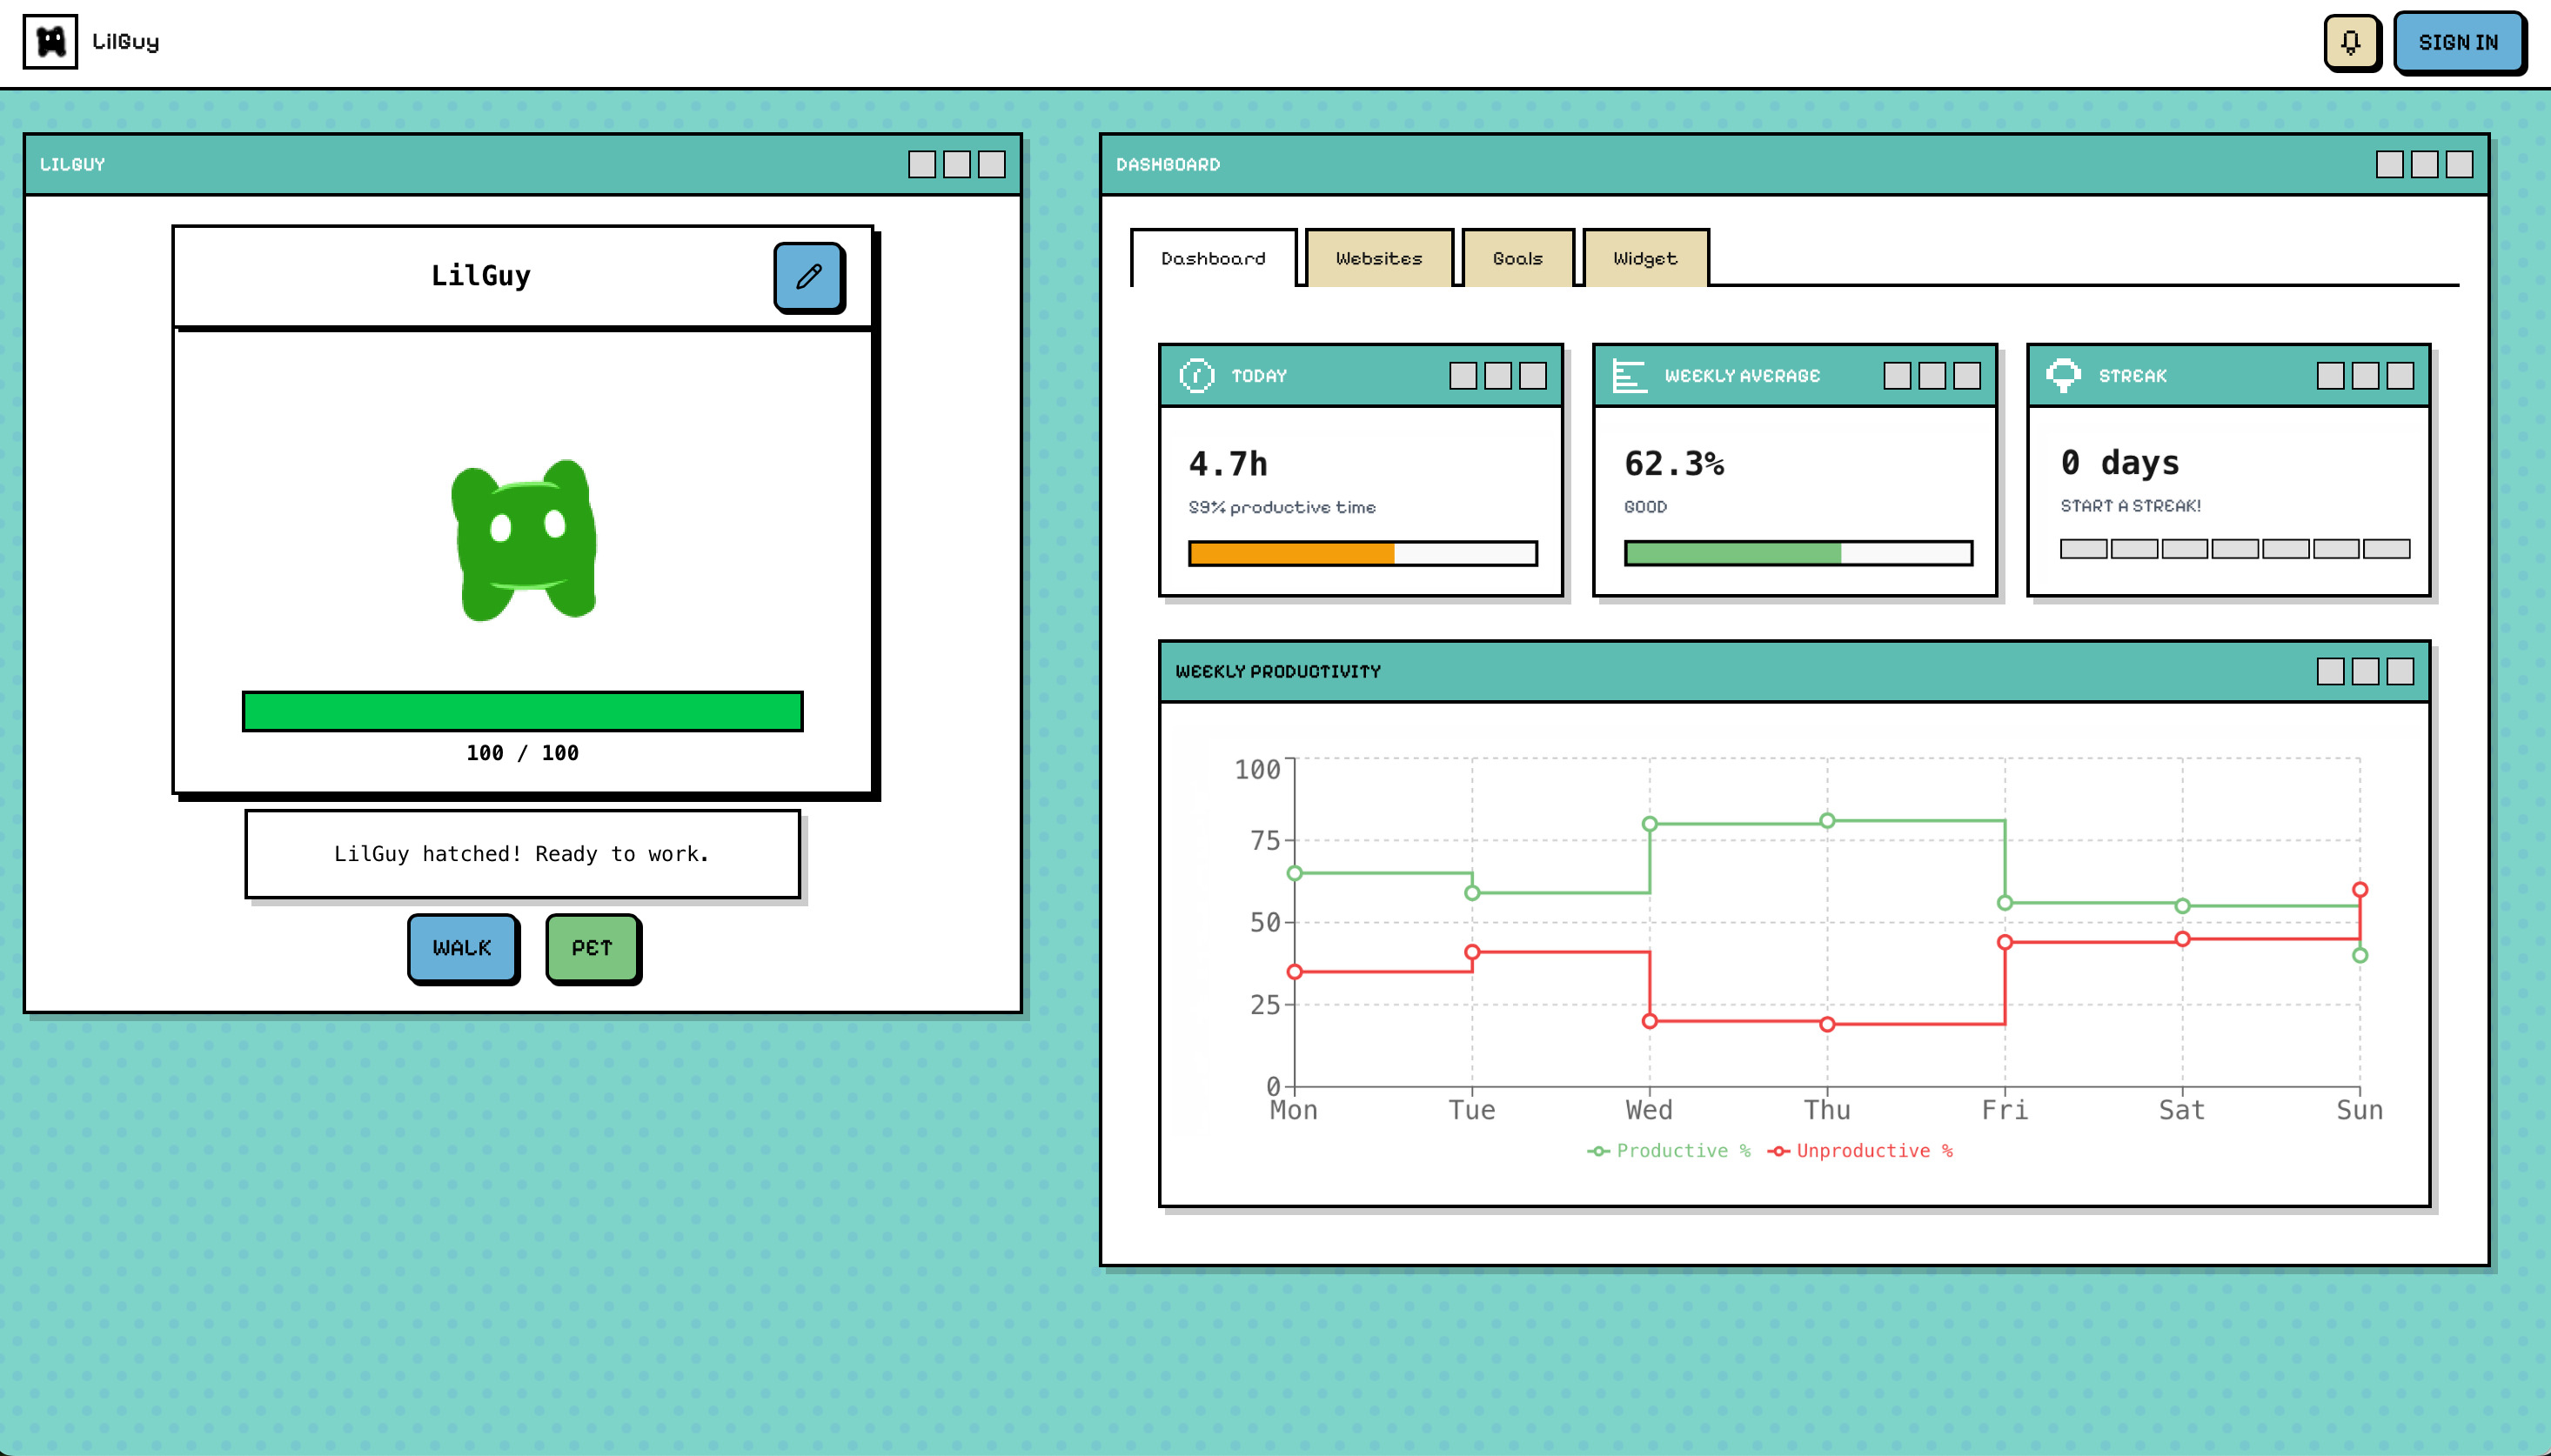 LilGuy
SIGN IN
LILGUY
LilGuy
100 / 100
LilGuy hatched! Ready to work.
WALK
PET
DASHBOARD
Dashboard
Websites
Goals
Widget
TODAY
4.7h
89% productive time
WEEKLY AVERAGE
62.3%
GOOD
STREAK
0 days
START A STREAK!
WEEKLY PRODUCTIVITY
100
75
50
25
0
Mon Tue Wed Thu Fri Sat Sun
Productive % Unproductive %